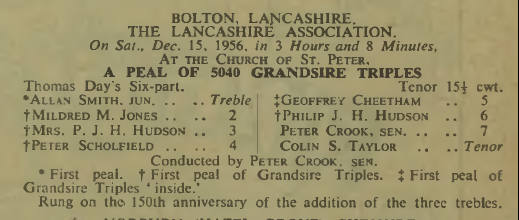 BOLTON, LANCASHIRE.
THE LANCASHIRE ASSOCIATION.
On Sat., Dec. 15, 1956, in 3 Hours and 8 Minutes,
AT THE CHURCH OF ST. PETER,
A PEAL OF 5040 GRANDSIRE TRIPLES
Thomas Day's Six-part. Tenor 15½ cwt.
*ALLAN SMITH, JUN. .. .. Treble ‡GEOFFREY CHEETHAM .. 5
†MILDRED M. JONES .. .. 2 †PHILIP J. H. HUDSON .. 6
†MRS. P. J. H. HUDSON .. 3 PETER CROOK, SEN. .. .. 7
†PETER SCHOLFIELD .. .. 4 COLIN S. TAYLOR .. .. Tenor
Conducted by PETER CROOK, SEN.
* First peal. † First peal of Grandsire Triples. ‡ First peal of
Grandsire Triples 'inside.'
Rung on the 150th anniversary of the addition of the three trebles.